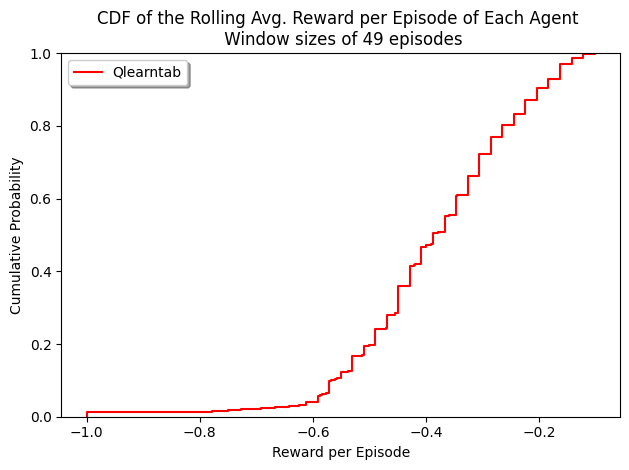 CDF of the Rolling Avg. Reward per Episode of Each Agent
Window sizes of 49 episodes
Qlearntab
Cumulative Probability
1.0
0.8
0.6
0.4
0.2
0.0
−1.0
−0.8
−0.6
−0.4
−0.2
Reward per Episode